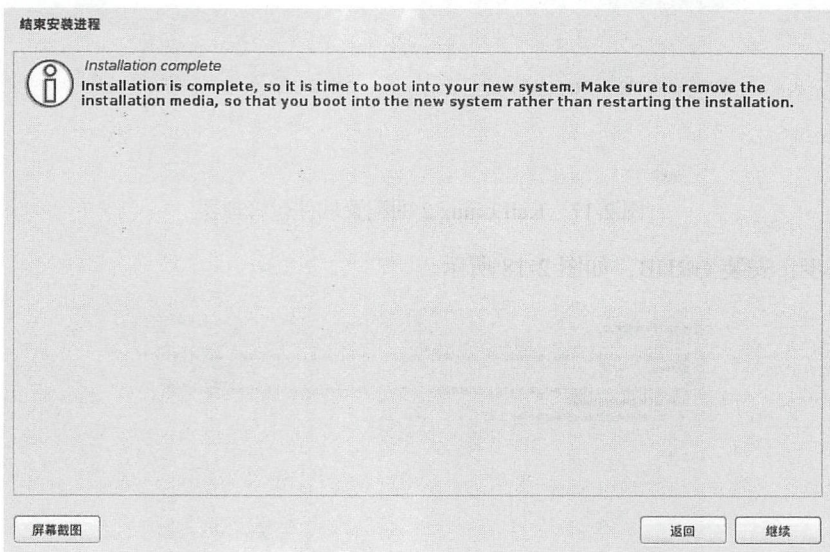 结束安装进程
Installation complete
Installation is complete, so it is time to boot into your new system. Make sure to remove the
installation media, so that you boot into the new system rather than restarting the installation.
屏幕截图
返回
继续